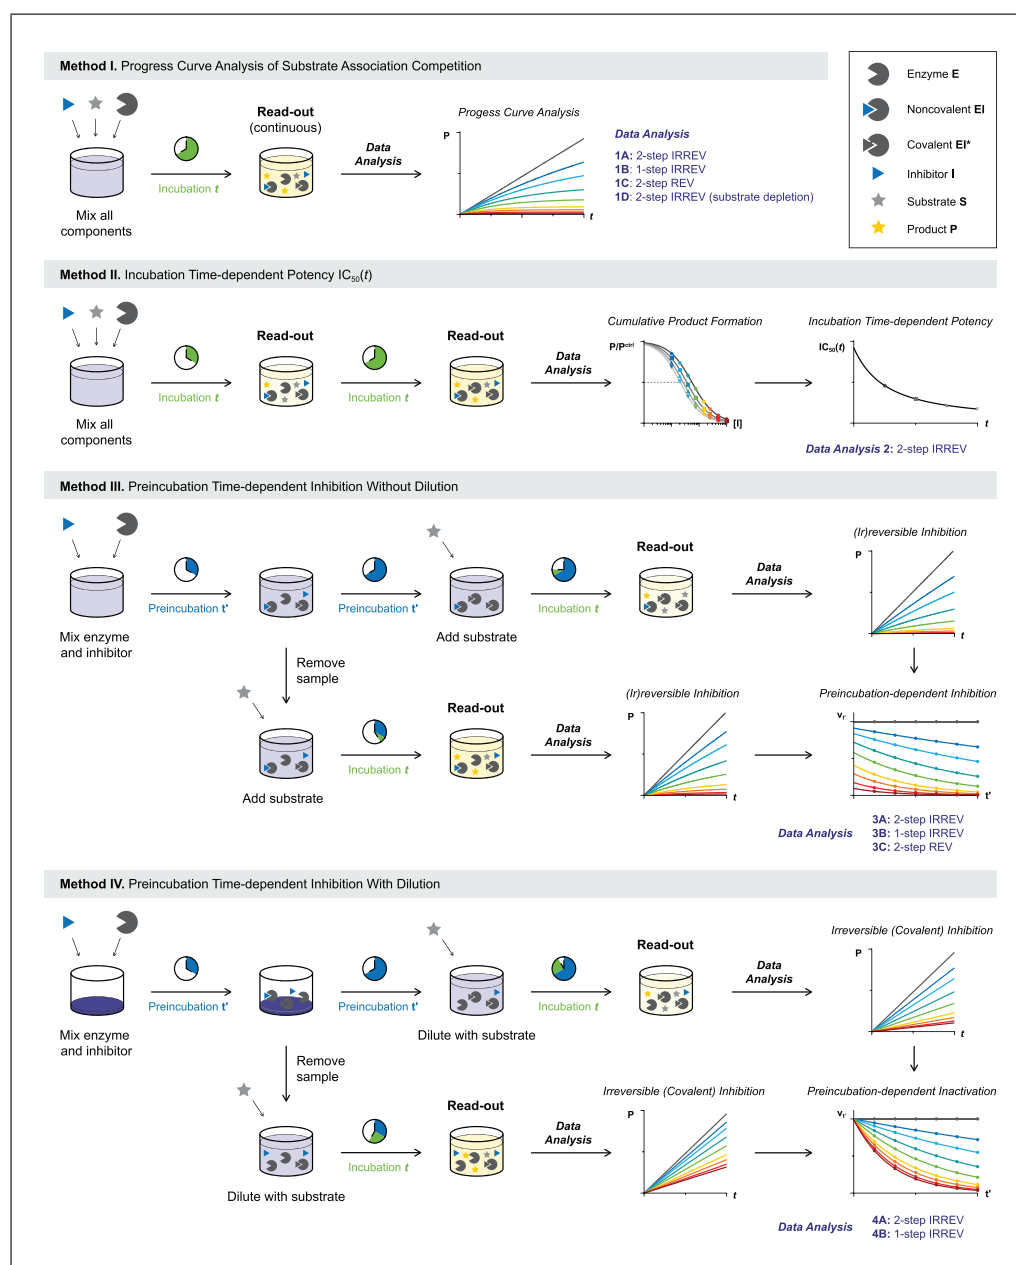 Method I. Progress Curve Analysis of Substrate Association Competition
Read-out
(continuous)
Data
Analysis
Incubation t
Mix all
components
Progess Curve Analysis
P
t
Data Analysis
1A: 2-step IRREV
1B: 1-step IRREV
1C: 2-step REV
1D: 2-step IRREV (substrate depletion)
Enzyme E
Noncovalent EI
Covalent EI*
Inhibitor I
Substrate S
Product P
Method II. Incubation Time-dependent Potency IC50(t)
Mix all
components
Incubation t
Read-out
Incubation t
Read-out
Data
Analysis
Cumulative Product Formation
P/Pctrl
[I]
Incubation Time-dependent Potency
IC50(t)
t
Data Analysis 2: 2-step IRREV
Method III. Preincubation Time-dependent Inhibition Without Dilution
Mix enzyme
and inhibitor
Preincubation t'
Preincubation t'
Add substrate
Incubation t
Read-out
Data
Analysis
(Ir)reversible Inhibition
P
t
Remove
sample
Add substrate
Incubation t
Read-out
Data
Analysis
(Ir)reversible Inhibition
P
t
Preincubation-dependent Inhibition
vt'
t'
Data Analysis
3A: 2-step IRREV
3B: 1-step IRREV
3C: 2-step REV
Method IV. Preincubation Time-dependent Inhibition With Dilution
Mix enzyme
and inhibitor
Preincubation t'
Preincubation t'
Dilute with substrate
Incubation t
Read-out
Data
Analysis
Irreversible (Covalent) Inhibition
P
t
Remove
sample
Dilute with substrate
Incubation t
Read-out
Data
Analysis
Irreversible (Covalent) Inhibition
P
t
Preincubation-dependent Inactivation
vt'
t'
Data Analysis
4A: 2-step IRREV
4B: 1-step IRREV